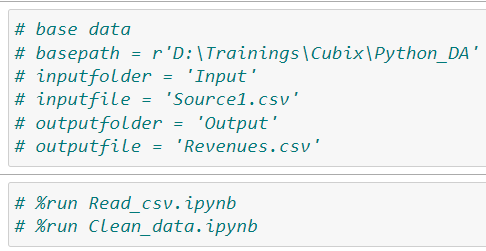 # base data
# basepath = r'D:\Trainings\Cubix\Python_DA'
# inputfolder = 'Input'
# inputfile = 'Source1.csv'
# outputfolder = 'Output'
# outputfile = 'Revenues.csv'
# %run Read_csv.ipynb
# %run Clean_data.ipynb